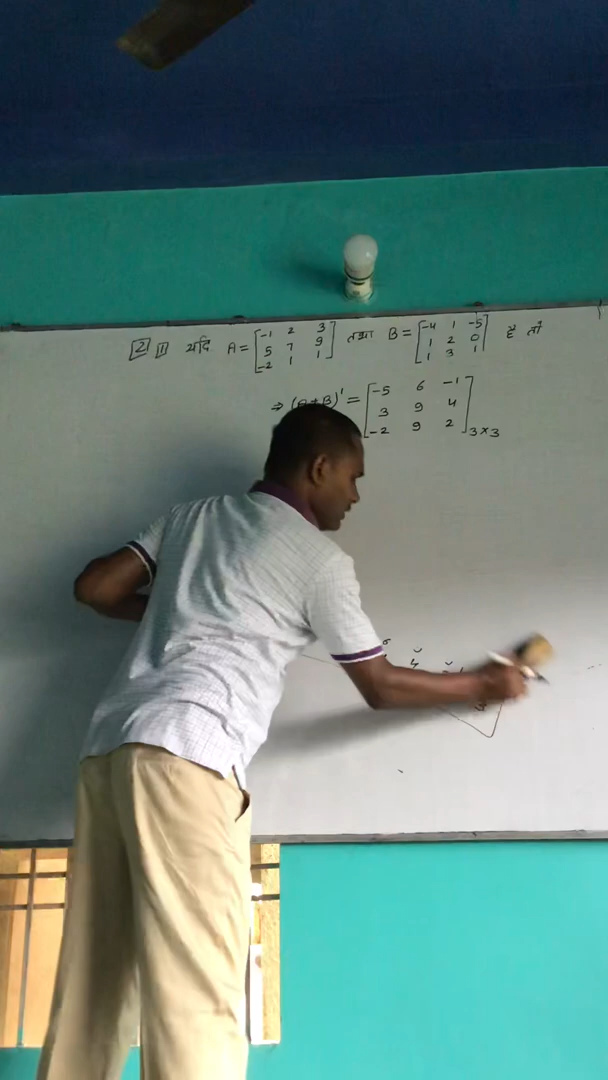 [2] [1] यदि A = [-1 2 3; 5 7 9; -2 1 1] तथा B = [-4 1 -5; 1 2 0; 1 3 1] है तो
⇒ (A+B)' = [-5 6 -1; 3 9 4; -2 9 2] 3×3